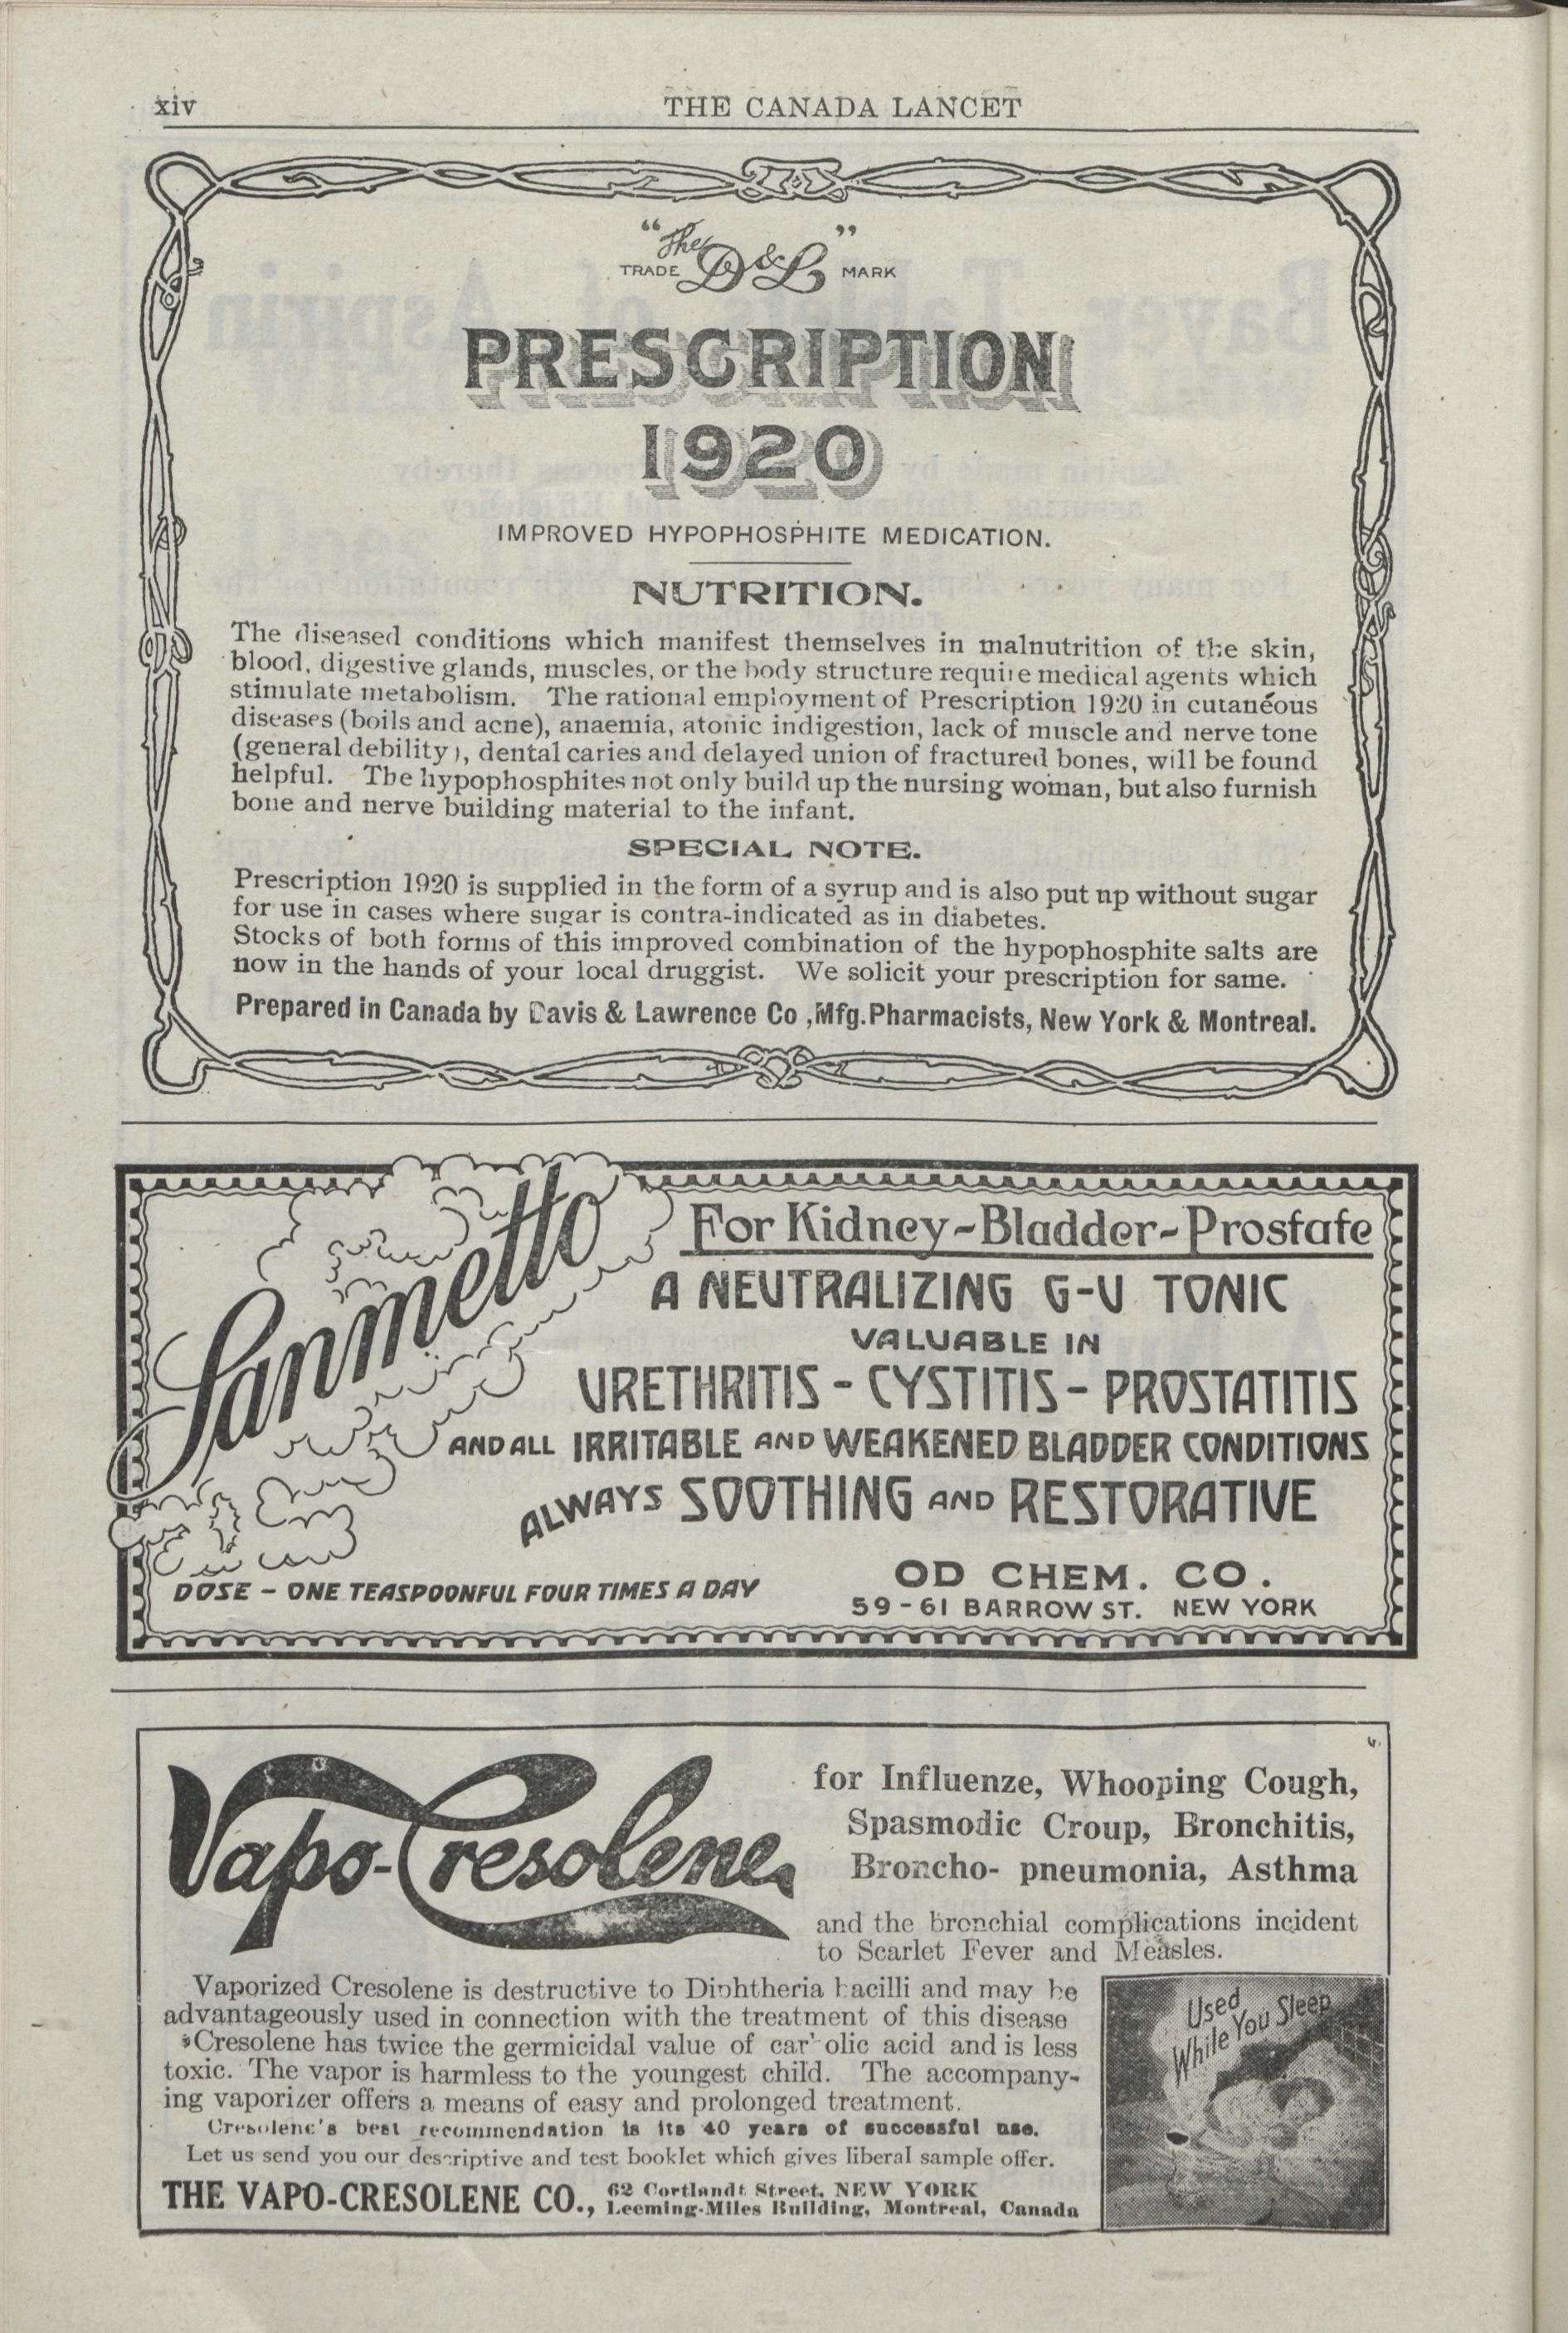 xiv
THE CANADA LANCET
"The D & L"
TRADE MARK
PRESCRIPTION
1920
IMPROVED HYPOPHOSPHITE MEDICATION.
NUTRITION.
The diseased conditions which manifest themselves in malnutrition of the skin,
blood, digestive glands, muscles, or the body structure require medical agents which
stimulate metabolism. The rational employment of Prescription 1920 in cutanéous
diseases (boils and acne), anaemia, atonic indigestion, lack of muscle and nerve tone
(general debility), dental caries and delayed union of fractured bones, will be found
helpful. The hypophosphites not only build up the nursing woman, but also furnish
bone and nerve building material to the infant.
SPECIAL NOTE.
Prescription 1920 is supplied in the form of a syrup and is also put up without sugar
for use in cases where sugar is contra-indicated as in diabetes.
Stocks of both forms of this improved combination of the hypophosphite salts are
now in the hands of your local druggist. We solicit your prescription for same.
Prepared in Canada by Davis & Lawrence Co., Mfg. Pharmacists, New York & Montreal.
Sanmetto
For Kidney-Bladder-Prostate
A NEUTRALIZING G-U TONIC
VALUABLE IN
URETHRITIS - CYSTITIS - PROSTATITIS
AND ALL IRRITABLE AND WEAKENED BLADDER CONDITIONS
ALWAYS SOOTHING AND RESTORATIVE
DOSE - ONE TEASPOONFUL FOUR TIMES A DAY
OD CHEM. CO.
59-61 BARROW ST. NEW YORK
Vapo-Cresolene
for Influenze, Whooping Cough,
Spasmodic Croup, Bronchitis,
Broncho- pneumonia, Asthma
and the bronchial complications incident
to Scarlet Fever and Measles.
Vaporized Cresolene is destructive to Diphtheria bacilli and may be
advantageously used in connection with the treatment of this disease
Cresolene has twice the germicidal value of carbolic acid and is less
toxic. The vapor is harmless to the youngest child. The accompany-
ing vaporizer offers a means of easy and prolonged treatment.
Cresolene's best recommendation is its 40 years of successful use.
Let us send you our descriptive and test booklet which gives liberal sample offer.
THE VAPO-CRESOLENE CO., 62 Cortlandt Street, NEW YORK
Leeming-Miles Building, Montreal, Canada
Used
While You Sleep